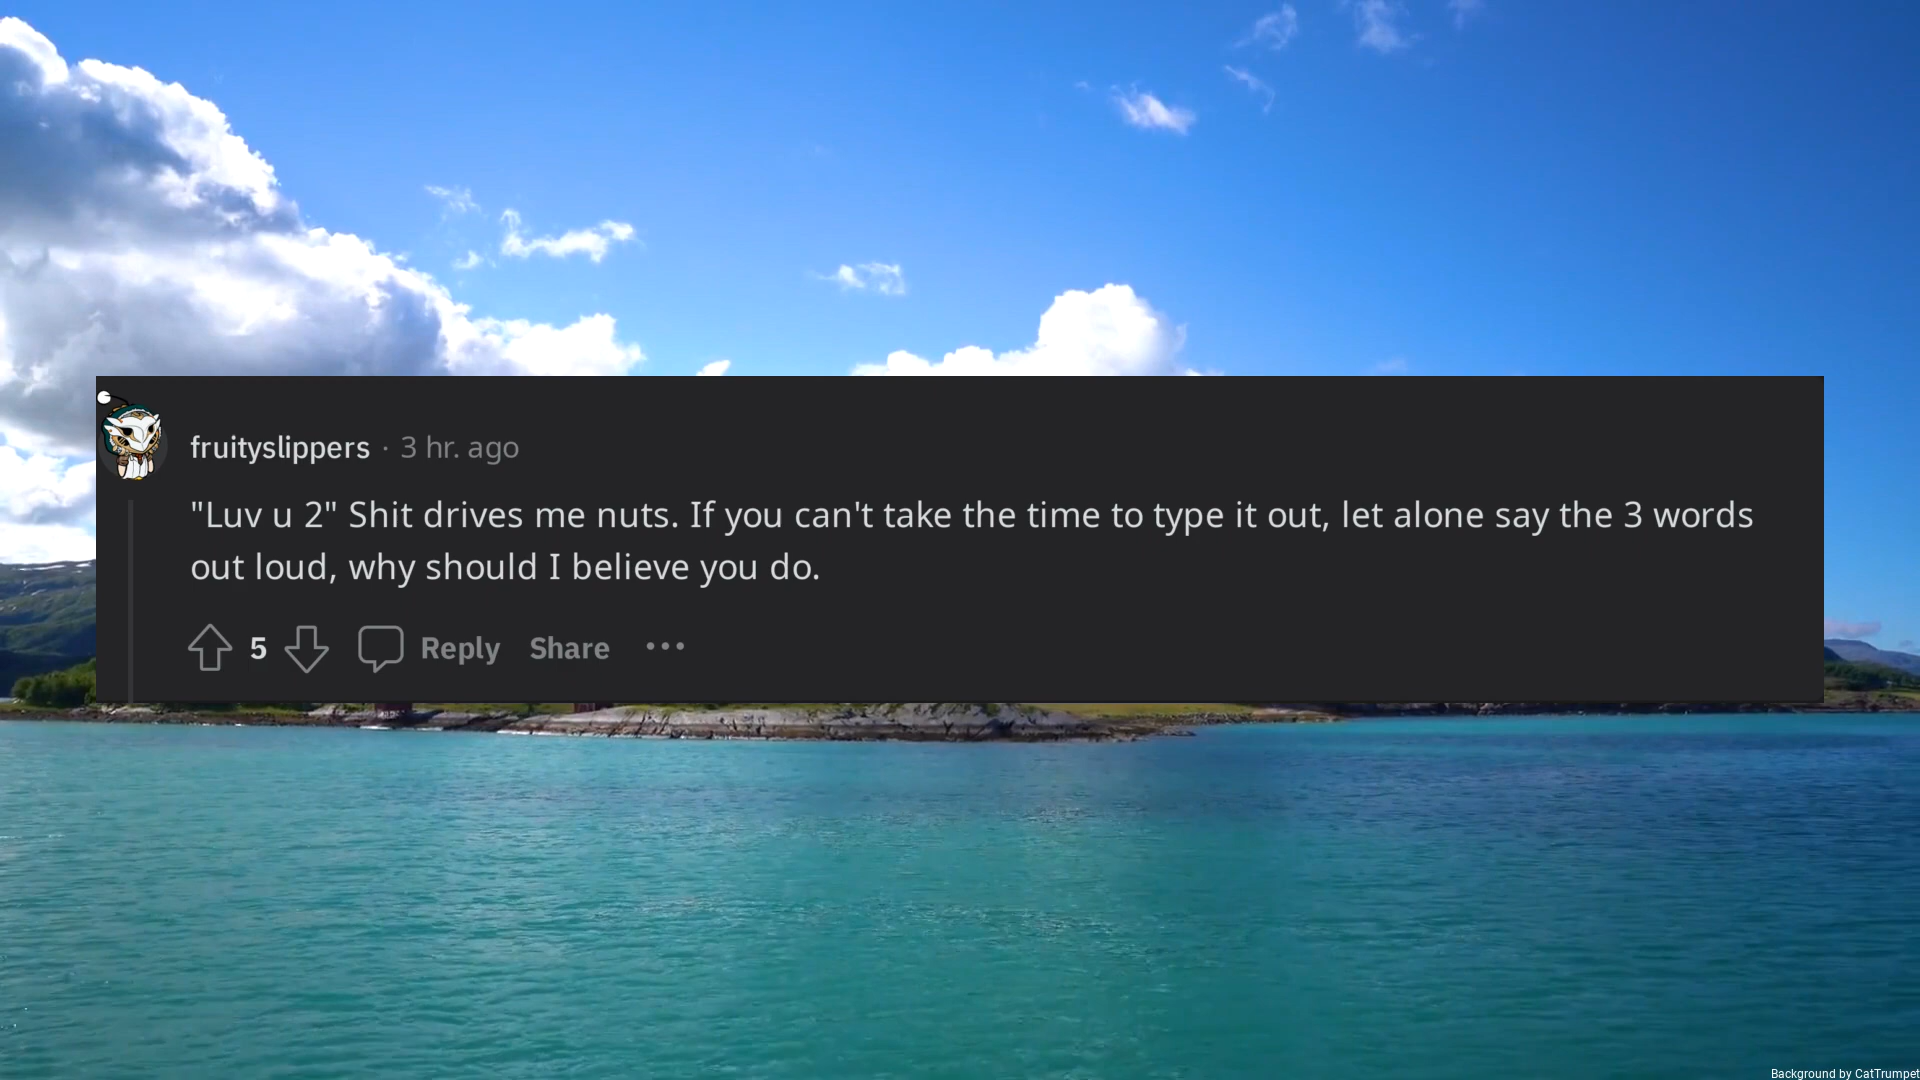 fruityslippers · 3 hr. ago
"Luv u 2" Shit drives me nuts. If you can't take the time to type it out, let alone say the 3 words
out loud, why should I believe you do.
5 Reply Share ···
Background by CatTrumpet